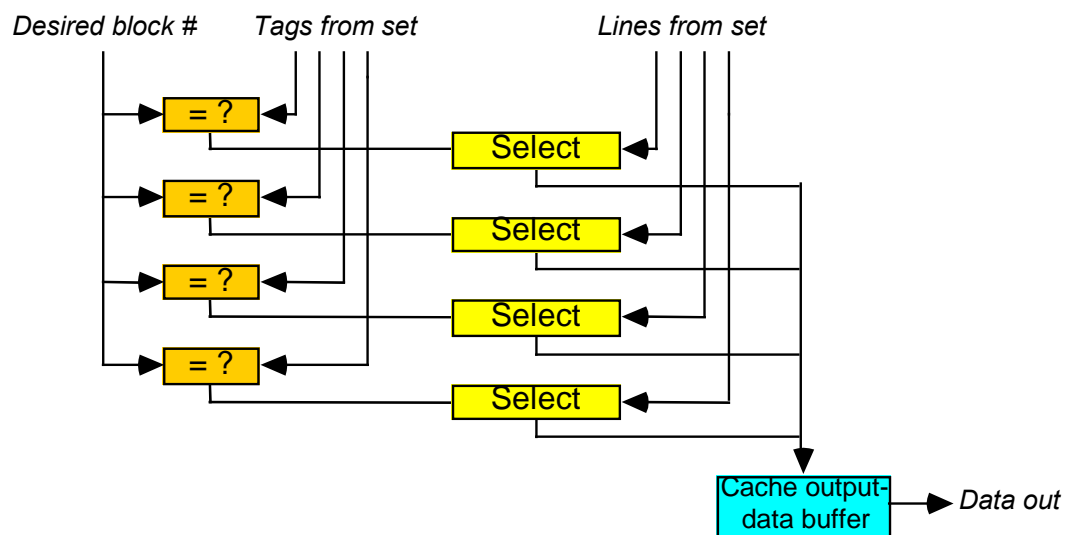 Desired block #
Tags from set
Lines from set
= ?
Select
= ?
Select
= ?
Select
= ?
Select
Cache output-
data buffer
Data out